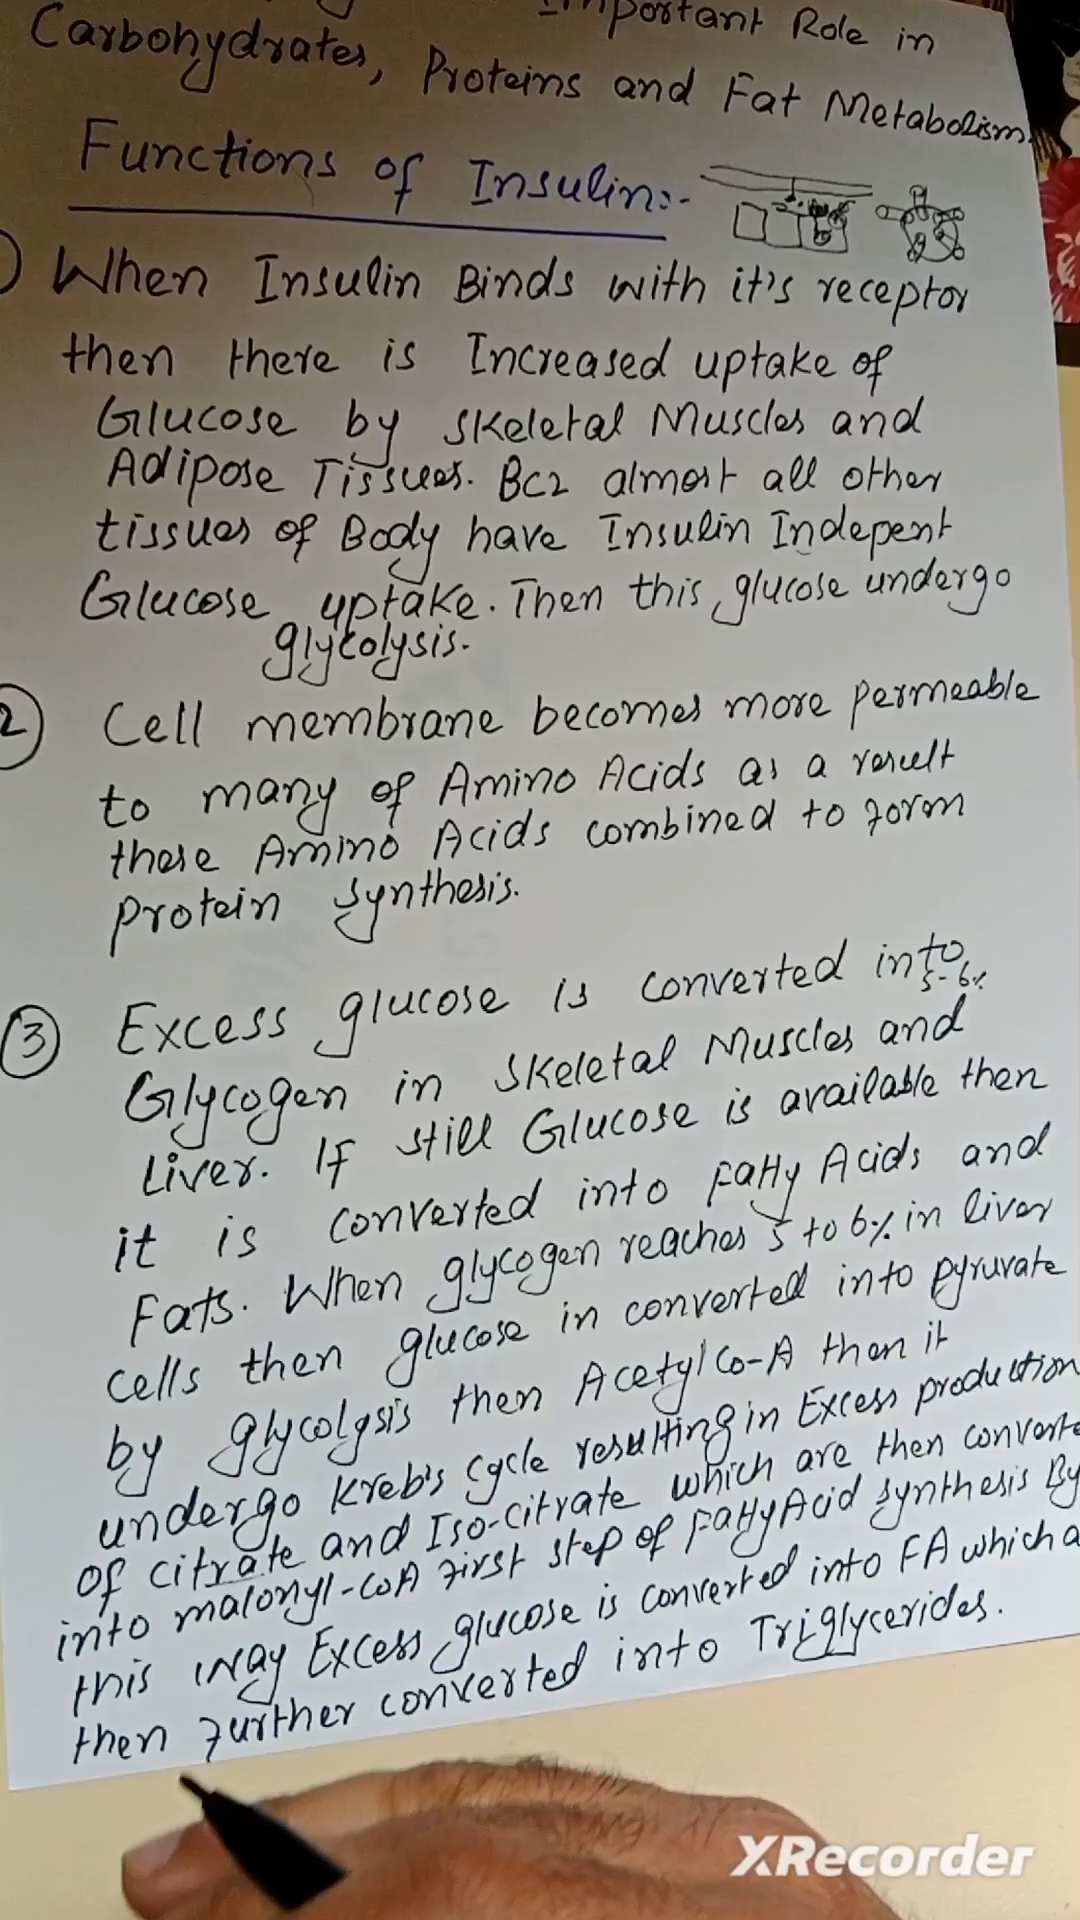 Important Role in
Carbohydrates, Proteins and Fat Metabolism.
Functions of Insulin:-
When Insulin Binds with it's receptor
then there is Increased uptake of
Glucose by Skeletal Muscles and
Adipose Tissues. Bcz almost all other
tissues of Body have Insulin Indepent
Glucose uptake. Then this glucose undergo
glycolysis.
2 Cell membrane becomes more permeable
to many of Amino Acids as a result
these Amino Acids combined to form
protein synthesis.
3 Excess glucose is converted into
5-6%
Glycogen in Skeletal Muscles and
Liver. If still Glucose is available then
it is converted into Fatty Acids and
Fats. When glycogen reaches 5 to 6% in liver
cells then glucose in converted into pyruvate
by glycolysis then Acetyl Co-A then it
undergo Kreb's Cycle resulting in Excess production
of citrate and Iso-citrate which are then converte
into malonyl-CoA first step of Fatty Acid synthesis By
this way Excess glucose is converted into FA which a
then further converted into Triglycerides.
XRecorder